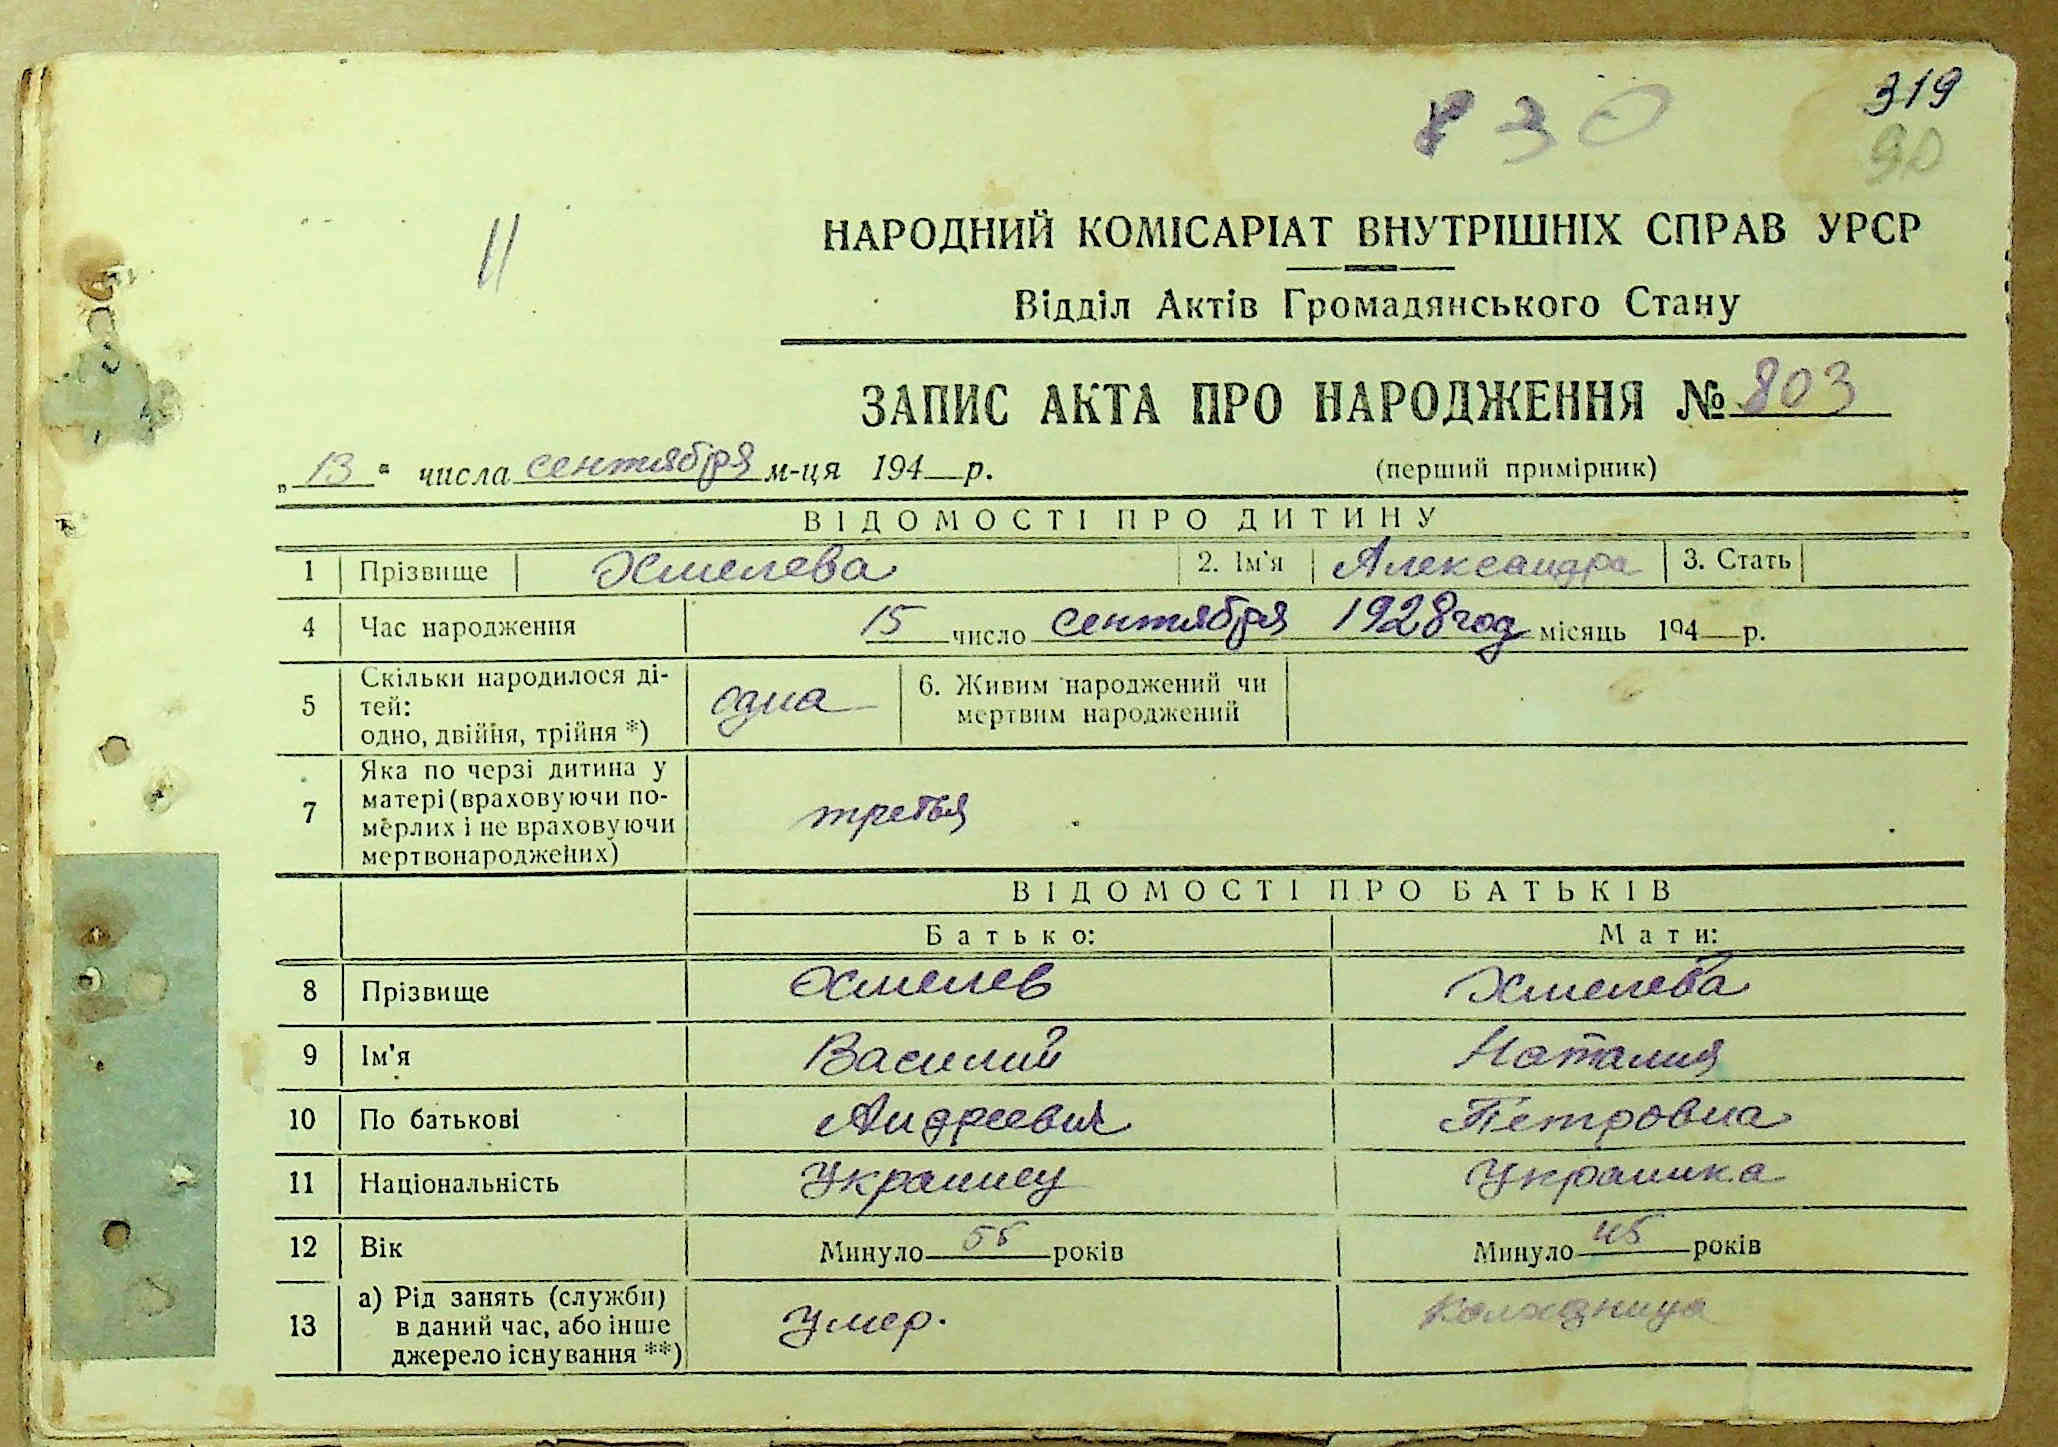 319
830
90
11
НАРОДНИЙ КОМІСАРІАТ ВНУТРІШНІХ СПРАВ УРСР
Відділ Актів Громадянського Стану
ЗАПИС АКТА ПРО НАРОДЖЕННЯ № 803
„13" числа сентября м-ця 194 р. (перший примірник)
ВІДОМОСТІ ПРО ДИТИНУ
1 Прізвище Хмелева 2. Ім'я Александра 3. Стать
4 Час народження 15 число сентября 1928 год місяць 194 р.
5 Скільки народилося ді-
тей:
одно, двійня, трійня *) одна 6. Живим народжений чи
мертвим народжений
7 Яка по черзі дитина у
матері (враховуючи по-
мерлих і не враховуючи
мертвонароджених) третья
ВІДОМОСТІ ПРО БАТЬКІВ
Батько: Мати:
8 Прізвище Хмелев Хмелева
9 Ім'я Василий Наталия
10 По батькові Андреевич Петровна
11 Національність Украинец Украинка
12 Вік Минуло 55 років Минуло 45 років
13 а) Рід занять (служби)
в даний час, або інше
джерело існування **) Умер. Колхозница